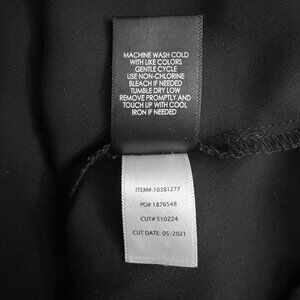 MACHINE WASH COLD
WITH LIKE COLORS
GENTLE CYCLE
USE NON-CHLORINE
BLEACH IF NEEDED
TUMBLE DRY LOW
REMOVE PROMPTLY AND
TOUCH UP WITH COOL
IRON IF NEEDED
ITEM#:10381277
PO# 1876548
CUT# 510224
CUT DATE: 05/2021